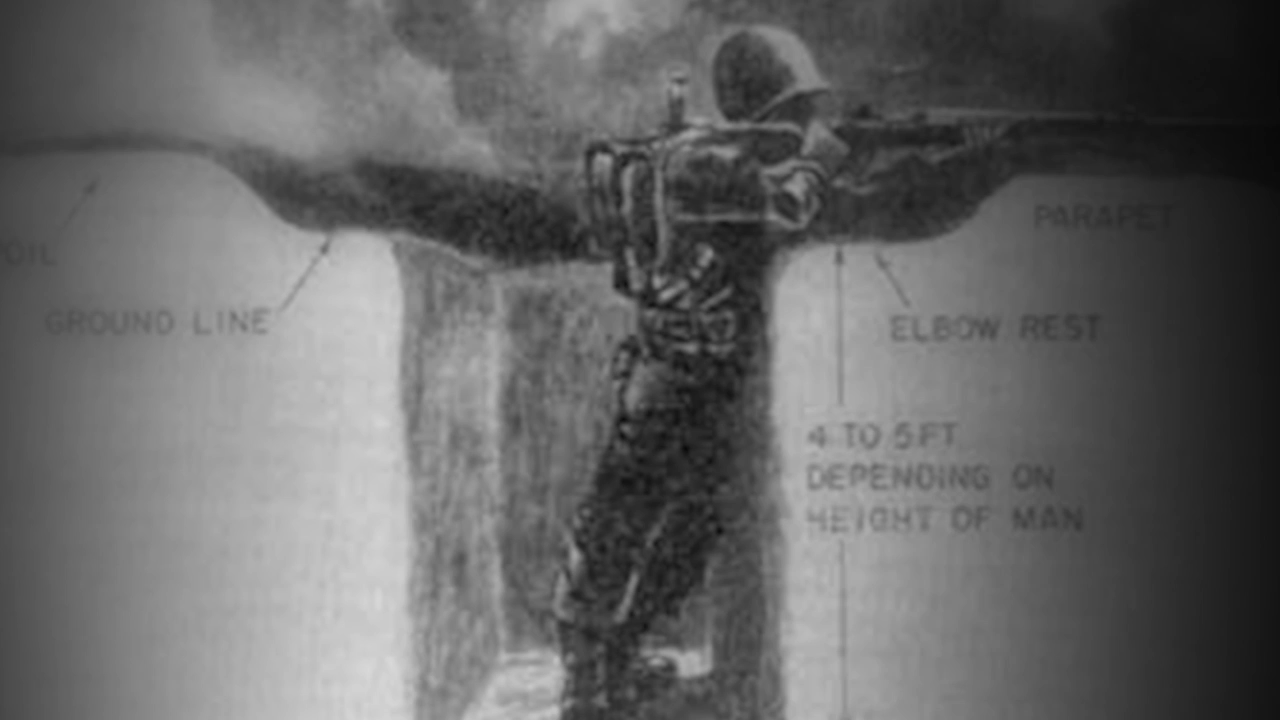 PARAPET
OIL
GROUND LINE
ELBOW REST
4 TO 5 FT
DEPENDING ON
HEIGHT OF MAN